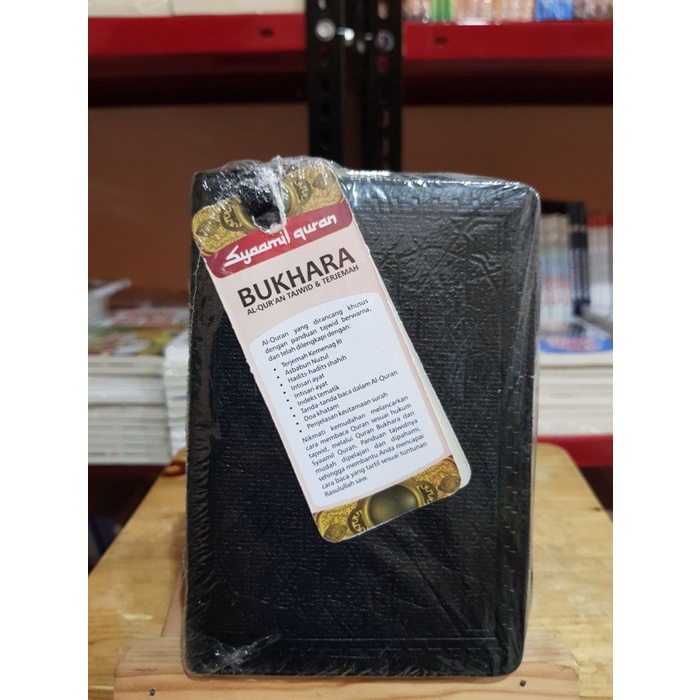 Syaamil quran
BUKHARA
AL-QUR'AN TAJWID & TERJEMAH
Al-Quran yang dirancang khusus
dengan panduan tajwid berwarna,
dan telah dilengkapi dengan:
• Terjemah Kemenag RI
• Asbabun Nuzul
• Hadits-hadits shahih
• Intisari ayat
• Intisari ayat
• Indeks tematik
• Tanda-tanda baca dalam Al-Quran
• Doa khatam
• Penjelasan keutamaan surah
Nikmati kemudahan melancarkan
cara membaca Quran sesuai hukum
tajwid, melalui Quran Bukhara dari
Syaamil Quran. Panduan tajwidnya
mudah dipelajari dan dipahami,
sehingga membantu Anda mencapai
cara baca yang tartil sesuai tuntunan
Rasulullah saw.